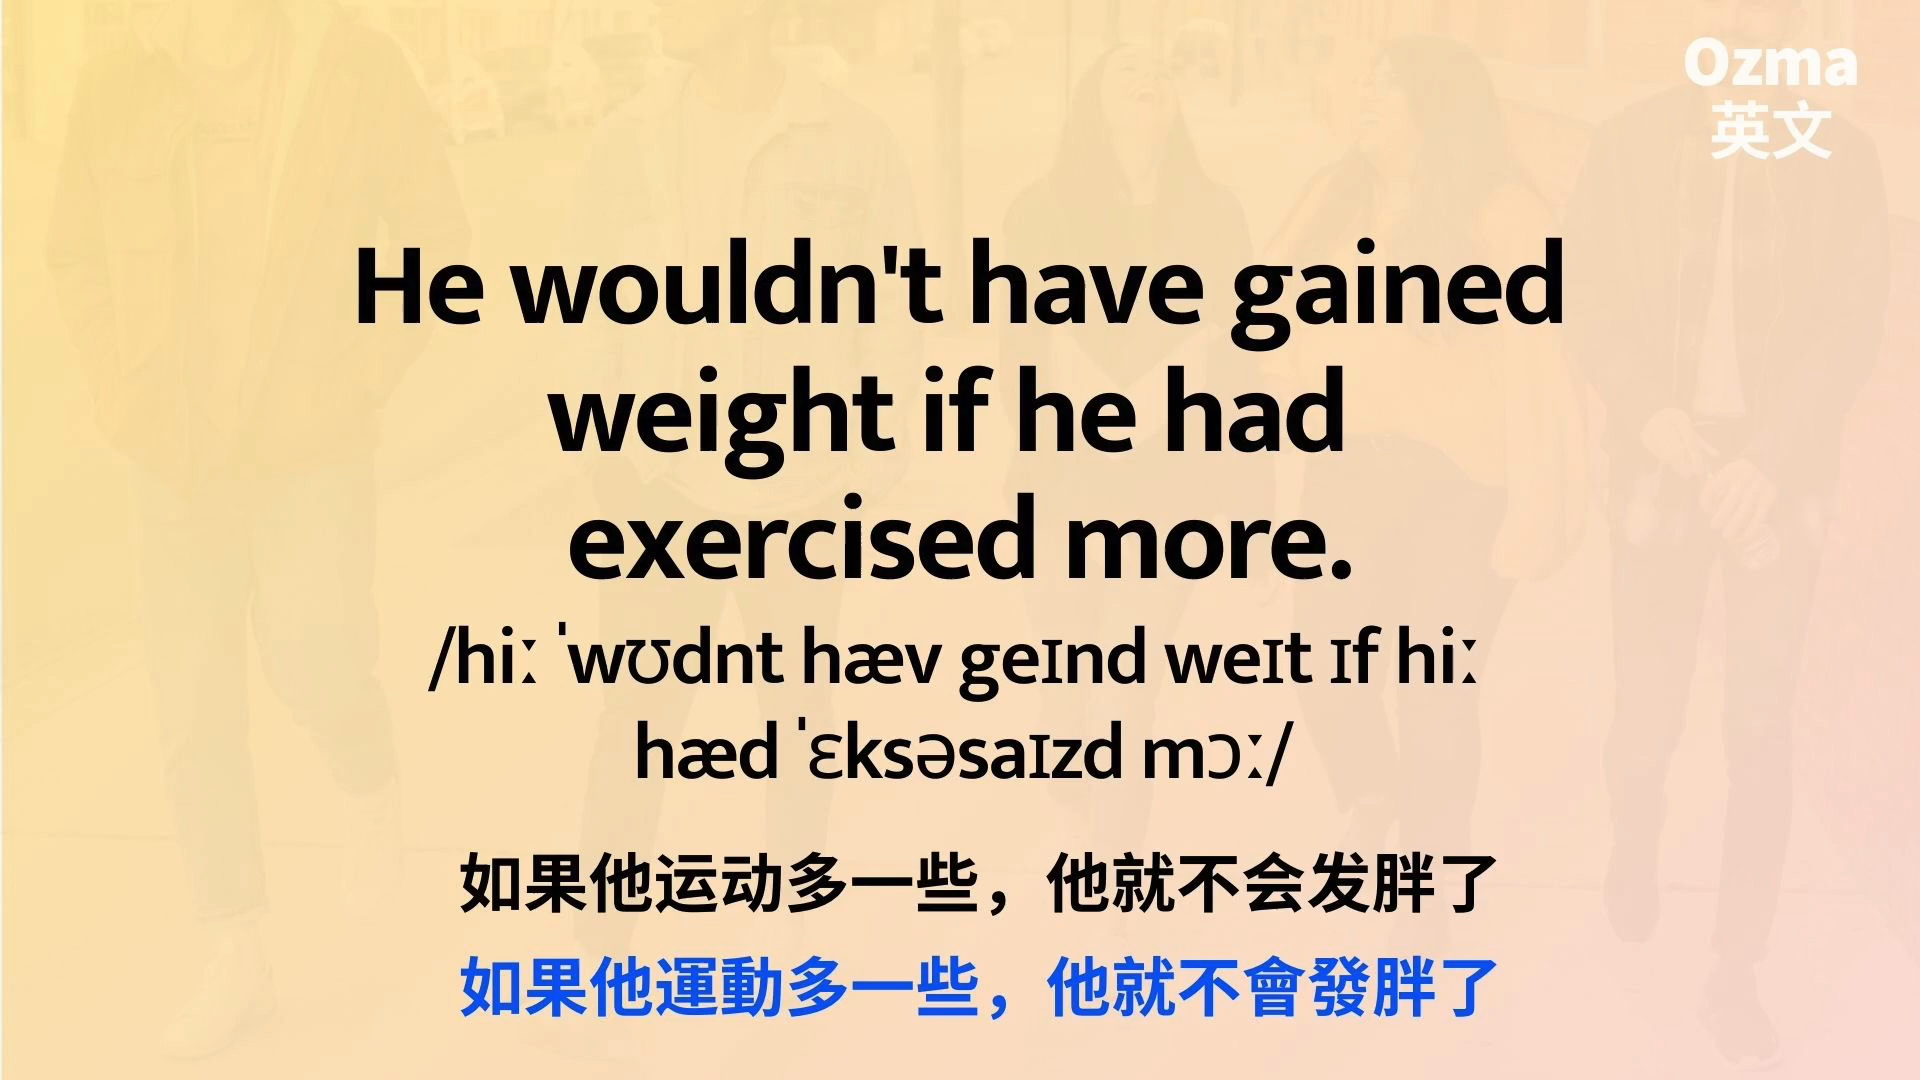 Ozma
英文
He wouldn't have gained
weight if he had
exercised more.
/hiː ˈwʊdnt hæv geɪnd weɪt ɪf hiː
hæd ˈɛksəsaɪzd mɔː/
如果他运动多一些，他就不会发胖了
如果他運動多一些，他就不會發胖了